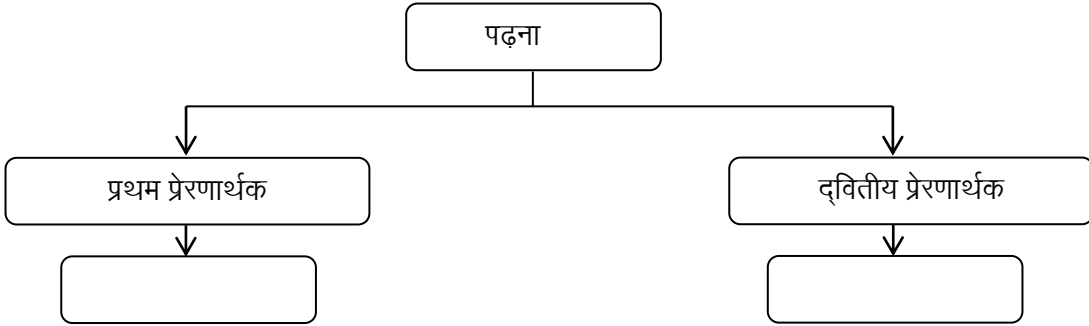 पढ़ना
प्रथम प्रेरणार्थक
द्‌वितीय प्रेरणार्थक